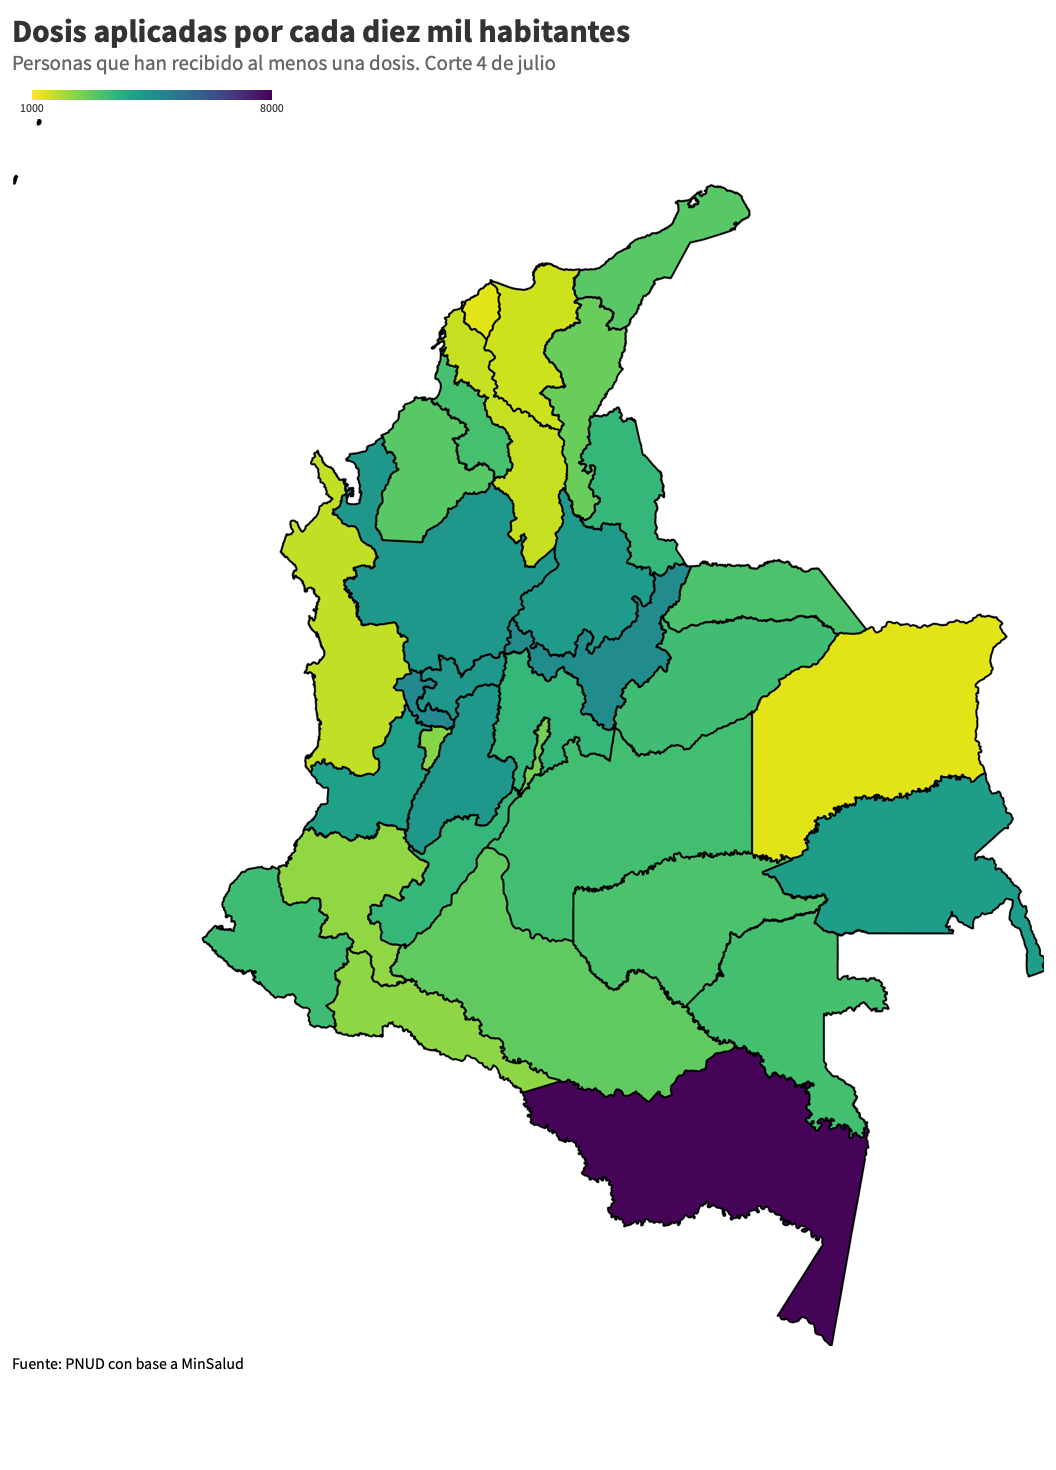 Dosis aplicadas por cada diez mil habitantes
Personas que han recibido al menos una dosis. Corte 4 de julio
1000 8000
Fuente: PNUD con base a MinSalud